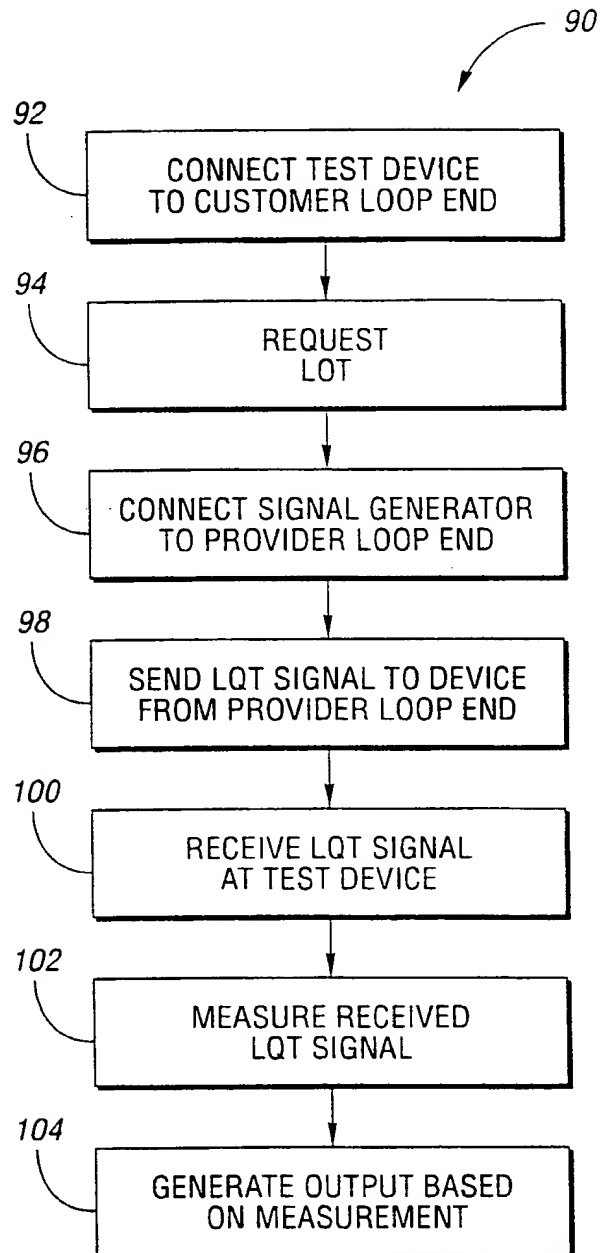 90
92
CONNECT TEST DEVICE
TO CUSTOMER LOOP END
94
REQUEST
LQT
96
CONNECT SIGNAL GENERATOR
TO PROVIDER LOOP END
98
SEND LQT SIGNAL TO DEVICE
FROM PROVIDER LOOP END
100
RECEIVE LQT SIGNAL
AT TEST DEVICE
102
MEASURE RECEIVED
LQT SIGNAL
104
GENERATE OUTPUT BASED
ON MEASUREMENT